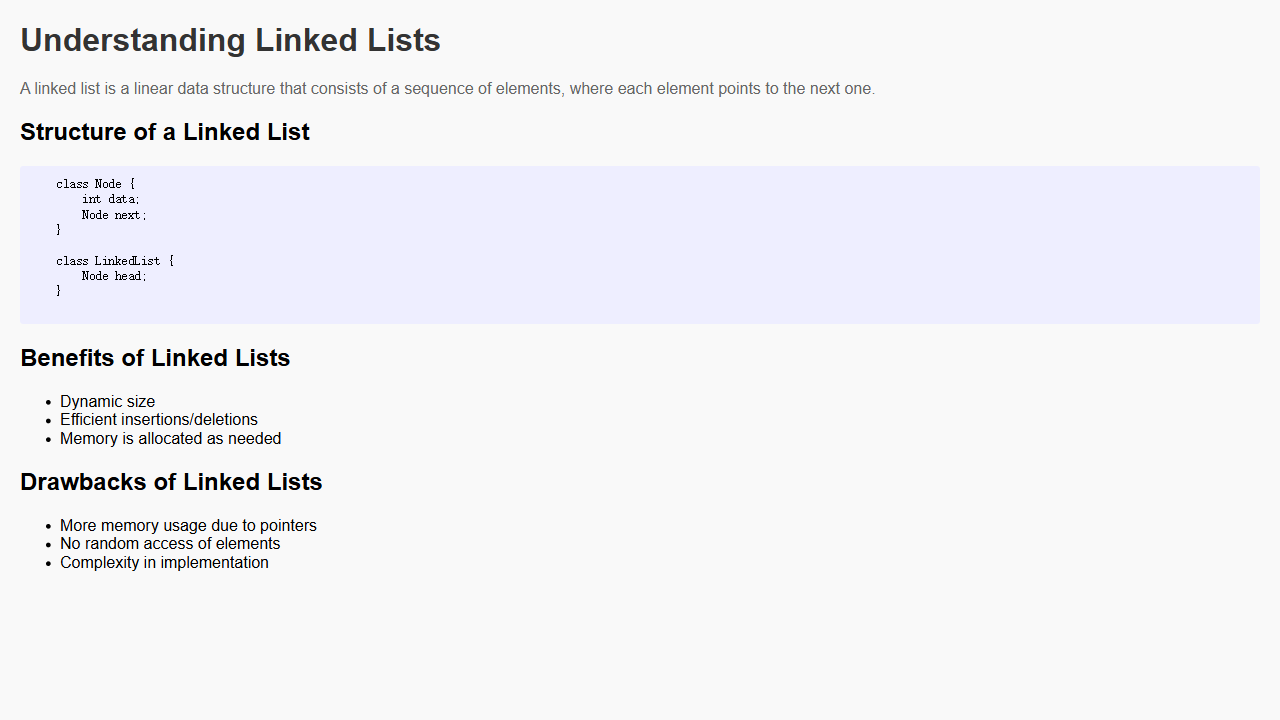 Understanding Linked Lists
A linked list is a linear data structure that consists of a sequence of elements, where each element points to the next one.
Structure of a Linked List
class Node {
    int data;
    Node next;
}
class LinkedList {
    Node head;
}
Benefits of Linked Lists
• Dynamic size
• Efficient insertions/deletions
• Memory is allocated as needed
Drawbacks of Linked Lists
• More memory usage due to pointers
• No random access of elements
• Complexity in implementation